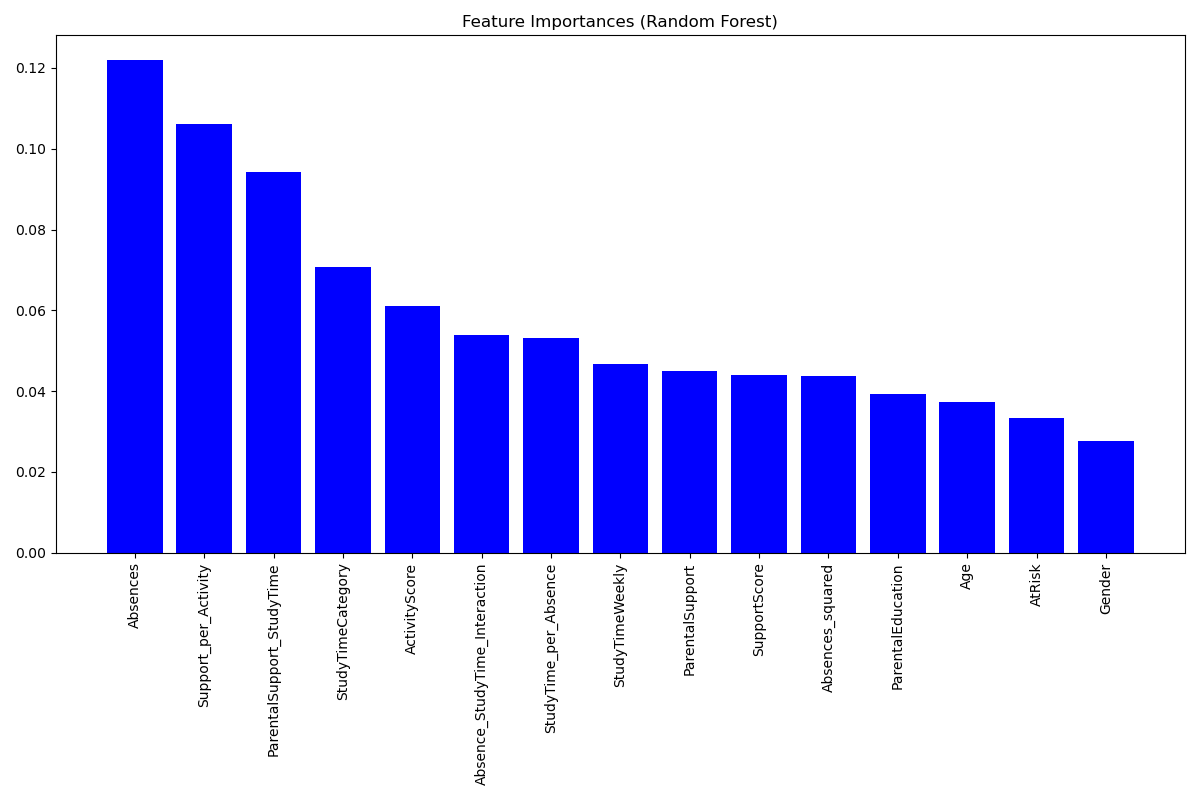 Feature Importances (Random Forest)
0.12
0.10
0.08
0.06
0.04
0.02
0.00
Absences
Support_per_Activity
ParentalSupport_StudyTime
StudyTimeCategory
ActivityScore
Absence_StudyTime_Interaction
StudyTime_per_Absence
StudyTimeWeekly
ParentalSupport
SupportScore
Absences_squared
ParentalEducation
Age
AtRisk
Gender